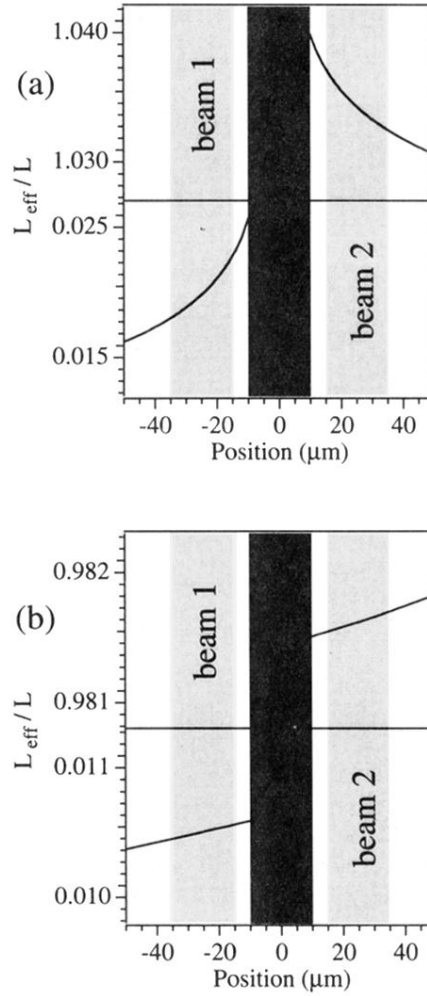 (a)
L eff / L
1.040
1.030
0.025
0.015
beam 1
beam 2
-40 -20 0 20 40
Position (μm)
(b)
L eff / L
0.982
0.981
0.011
0.010
beam 1
beam 2
-40 -20 0 20 40
Position (μm)